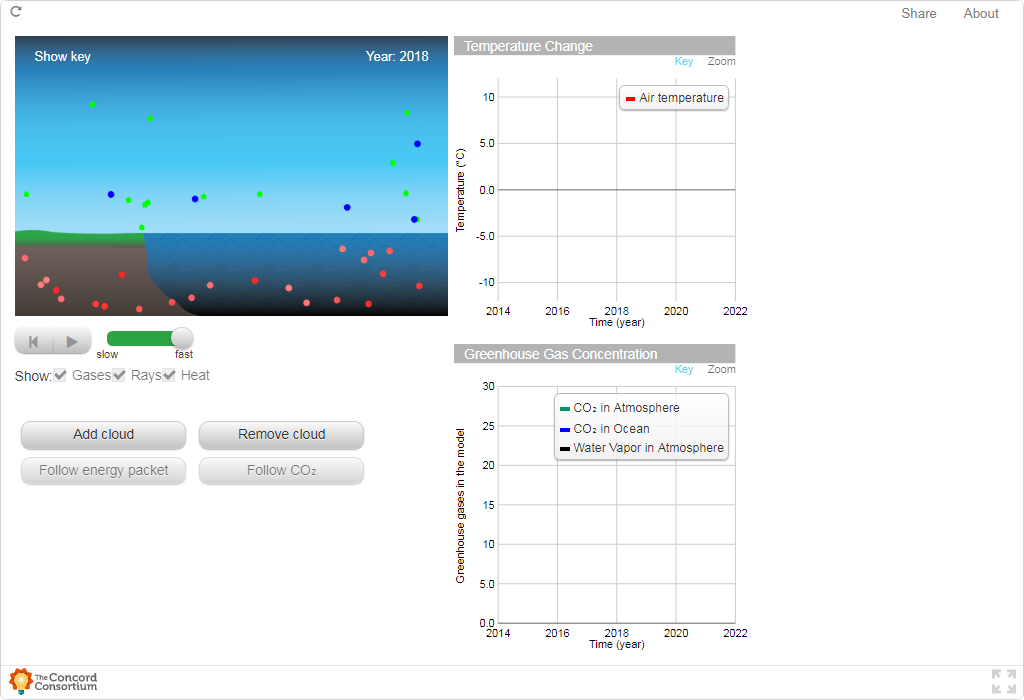 Share About
Show key Year: 2018
slow fast
Show: Gases Rays Heat
Add cloud Remove cloud
Follow energy packet Follow CO₂
Temperature Change
Key Zoom
Air temperature
Temperature (°C)
10
5.0
0.0
-5.0
-10
2014 2016 2018 2020 2022
Time (year)
Greenhouse Gas Concentration
Key Zoom
CO₂ in Atmosphere
CO₂ in Ocean
Water Vapor in Atmosphere
Greenhouse gases in the model
30
25
20
15
10
5.0
0.0
2014 2016 2018 2020 2022
Time (year)
The Concord
Consortium